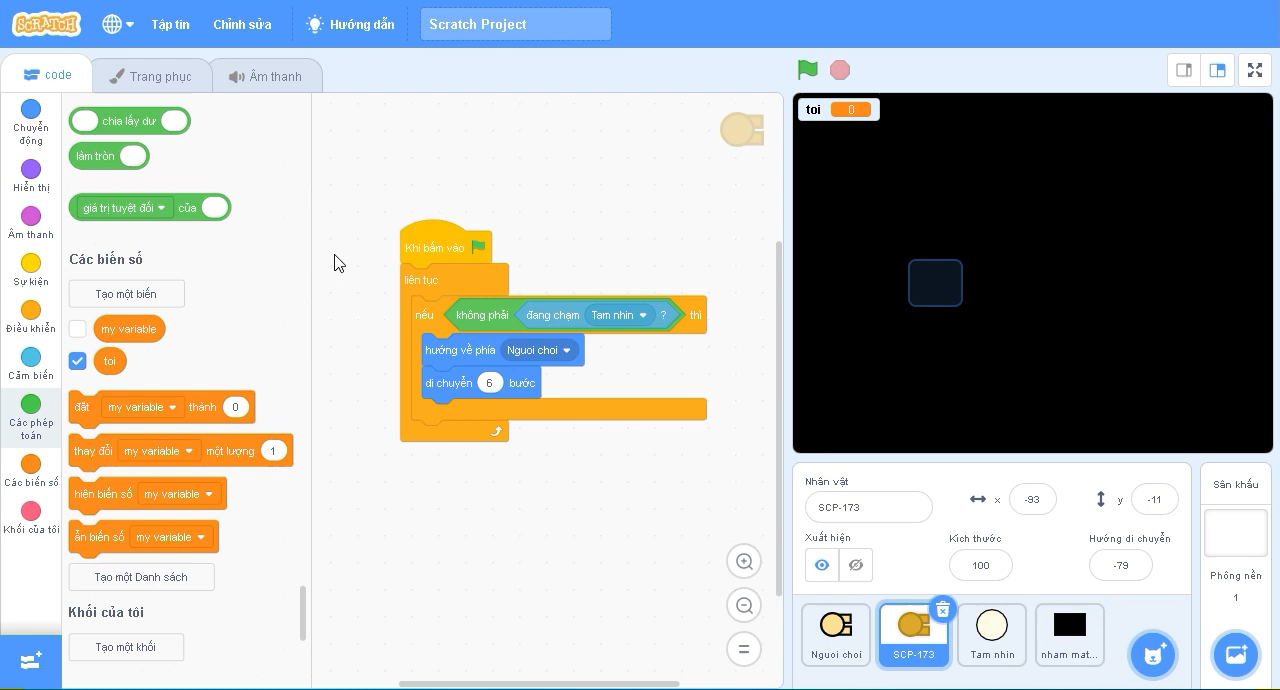 SCRATCH
Tập tin
Chỉnh sửa
Hướng dẫn
Scratch Project
code
Trang phục
Âm thanh
Chuyển động
Hiển thị
Âm thanh
Sự kiện
Điều khiển
Cảm biến
Các phép toán
Các biến số
Khối của tôi
chia lấy dư
làm tròn
giá trị tuyệt đối của
Các biến số
Tạo một biến
my variable
toi
đặt my variable thành 0
thay đổi my variable một lượng 1
hiện biến số my variable
ẩn biến số my variable
Tạo một Danh sách
Khối của tôi
Tạo một khối
Khi bấm vào
liên tục
nếu không phải đang chạm Tam nhin ? thì
hướng về phía Nguoi choi
di chuyển 6 bước
toi 0
Nhân vật
SCP-173
x -93
y -11
Xuất hiện
Kích thước
100
Hướng di chuyển
-79
Nguoi choi
SCP-173
Tam nhin
nham mat...
Sân khấu
Phông nền
1